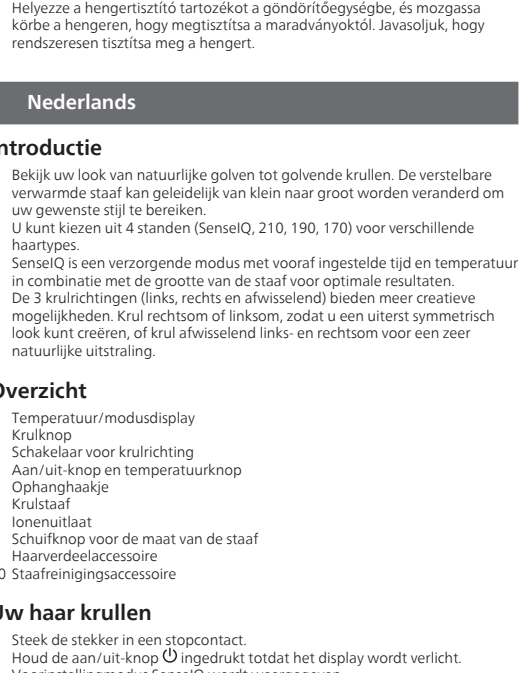 Helyezze a hengertisztító tartozékot a göndörítőegységbe, és mozgassa
körbe a hengeren, hogy megtisztítsa a maradványoktól. Javasoljuk, hogy
rendszeresen tisztítsa meg a hengert.
Nederlands
ntroductie
Bekijk uw look van natuurlijke golven tot golvende krullen. De verstelbare
verwarmde staaf kan geleidelijk van klein naar groot worden veranderd om
uw gewenste stijl te bereiken.
U kunt kiezen uit 4 standen (SenseIQ, 210, 190, 170) voor verschillende
haartypes.
SenseIQ is een verzorgende modus met vooraf ingestelde tijd en temperatuur
in combinatie met de grootte van de staaf voor optimale resultaten.
De 3 krulrichtingen (links, rechts en afwisselend) bieden meer creatieve
mogelijkheden. Krul rechtsom of linksom, zodat u een uiterst symmetrisch
look kunt creëren, of krul afwisselend links- en rechtsom voor een zeer
natuurlijke uitstraling.
Overzicht
Temperatuur/modusdisplay
Krulknop
Schakelaar voor krulrichting
Aan/uit-knop en temperatuurknop
Ophanghaakje
Krulstaaf
Ionenuitlaat
Schuifknop voor de maat van de staaf
Haarverdeelaccessoire
0 Staafreinigingsaccessoire
Uw haar krullen
Steek de stekker in een stopcontact.
Houd de aan/uit-knop ⏻ ingedrukt totdat het display wordt verlicht.
Voorinstellingmodus SenseIQ wordt weergegeven.